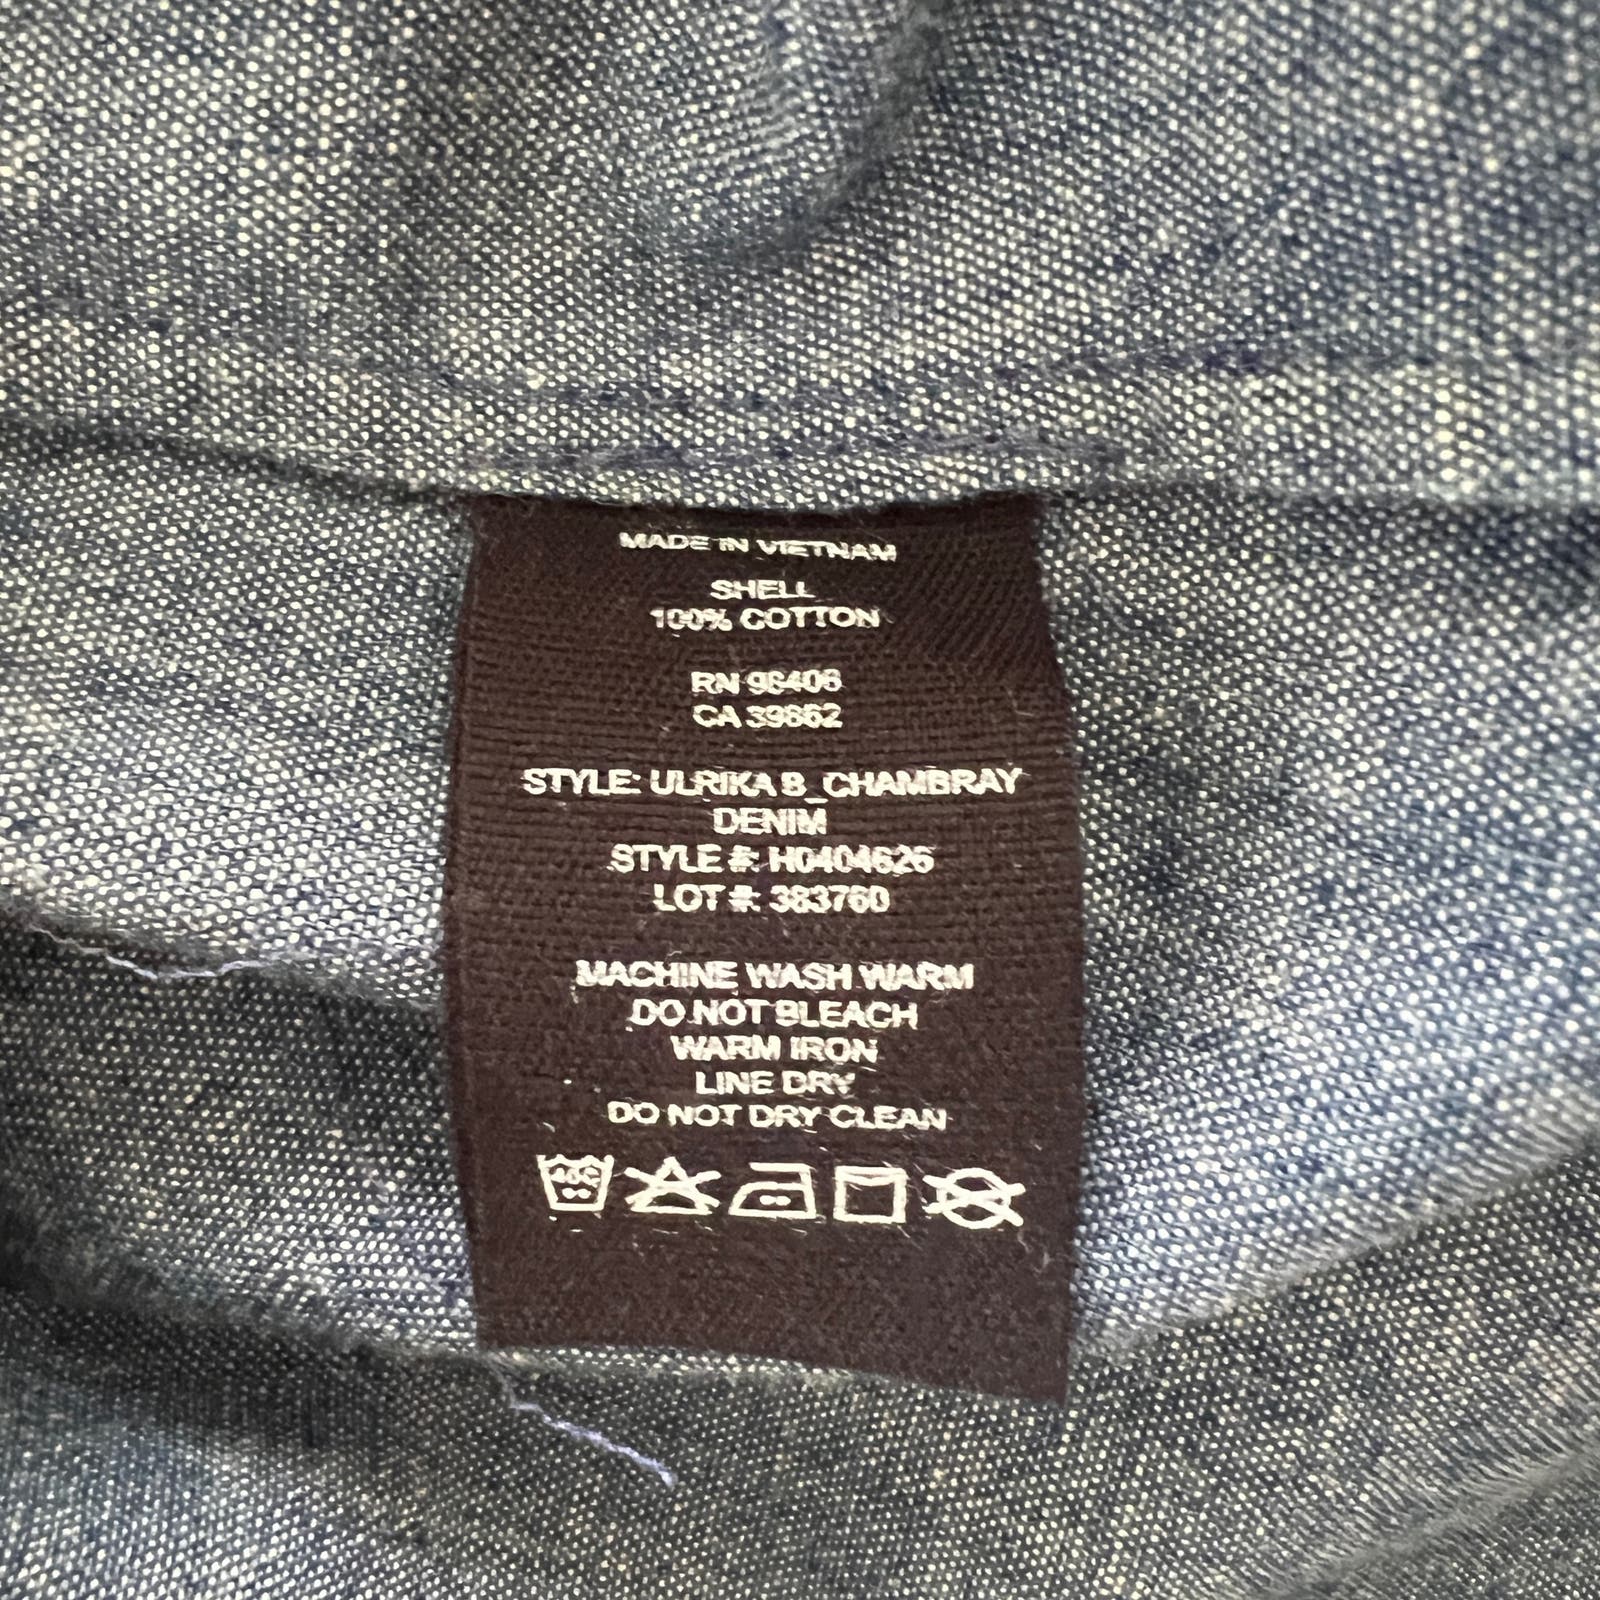 MADE IN VIETNAM
SHELL
100% COTTON
RN 98406
CA 39862
STYLE: ULRIKA B_CHAMBRAY
DENIM
STYLE #: H0404626
LOT #: 383760
MACHINE WASH WARM
DO NOT BLEACH
WARM IRON
LINE DRY
DO NOT DRY CLEAN
40C